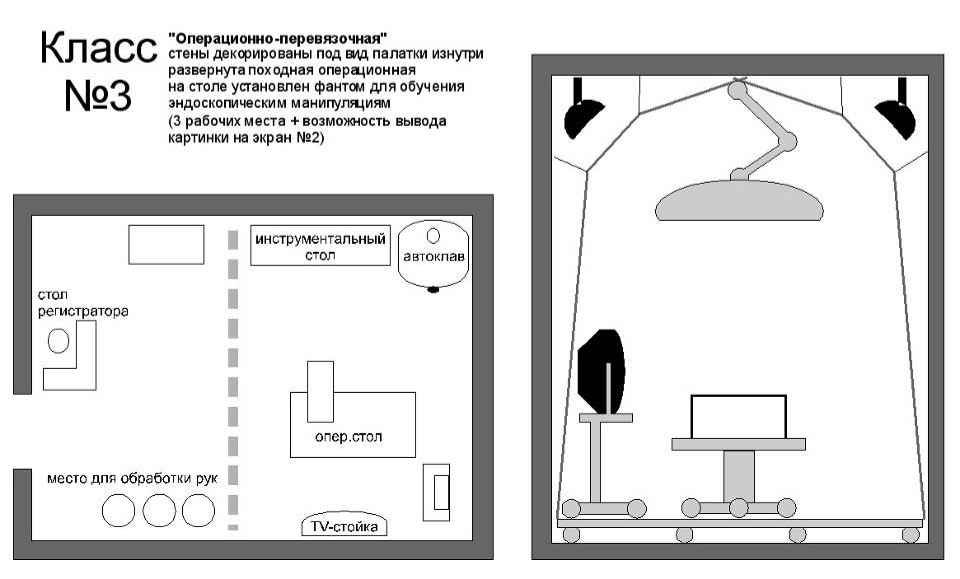 Класс
№3
"Операционно-перевязочная"
стены декорированы под вид палатки изнутри
развернута походная операционная
на столе установлен фантом для обучения
эндоскопическим манипуляциям
(3 рабочих места + возможность вывода
картинки на экран №2)
инструментальный
стол
автоклав
стол
регистратора
опер.стол
место для обработки рук
TV-стойка